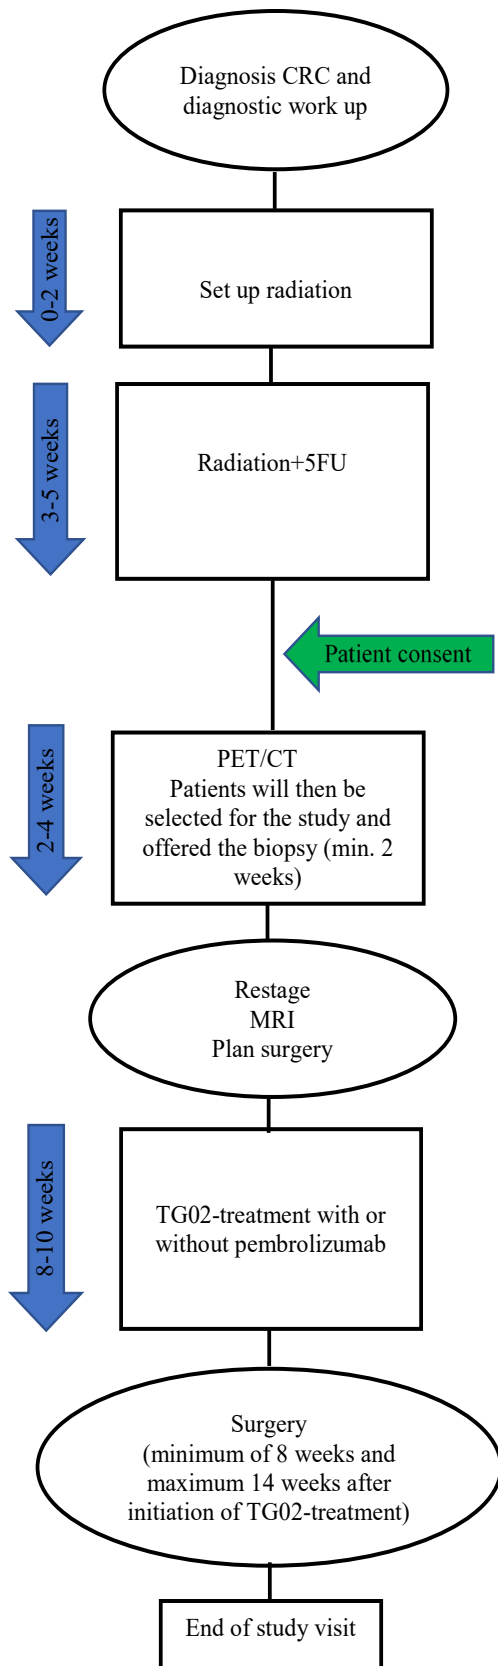 Diagnosis CRC and
diagnostic work up
0-2 weeks
Set up radiation
3-5 weeks
Radiation+5FU
Patient consent
2-4 weeks
PET/CT
Patients will then be
selected for the study and
offered the biopsy (min. 2
weeks)
Restage
MRI
Plan surgery
8-10 weeks
TG02-treatment with or
without pembrolizumab
Surgery
(minimum of 8 weeks and
maximum 14 weeks after
initiation of TG02-treatment)
End of study visit